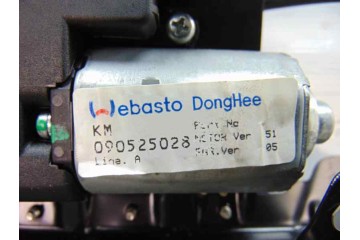 Webasto DongHee
KM Part.No
090525028 MOTOR Ver 51
Line. A PWR.Ver 05